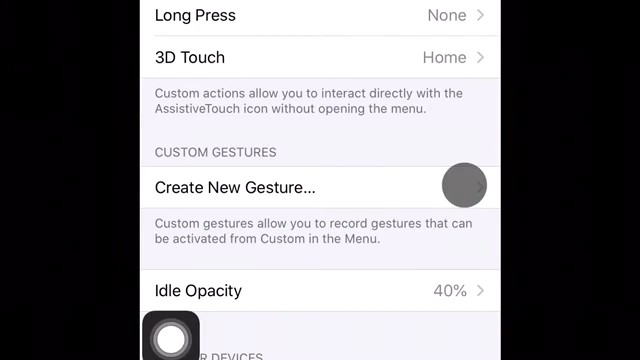 Long Press None
3D Touch Home
Custom actions allow you to interact directly with the
AssistiveTouch icon without opening the menu.
CUSTOM GESTURES
Create New Gesture...
Custom gestures allow you to record gestures that can
be activated from Custom in the Menu.
Idle Opacity 40%
R DEVICES